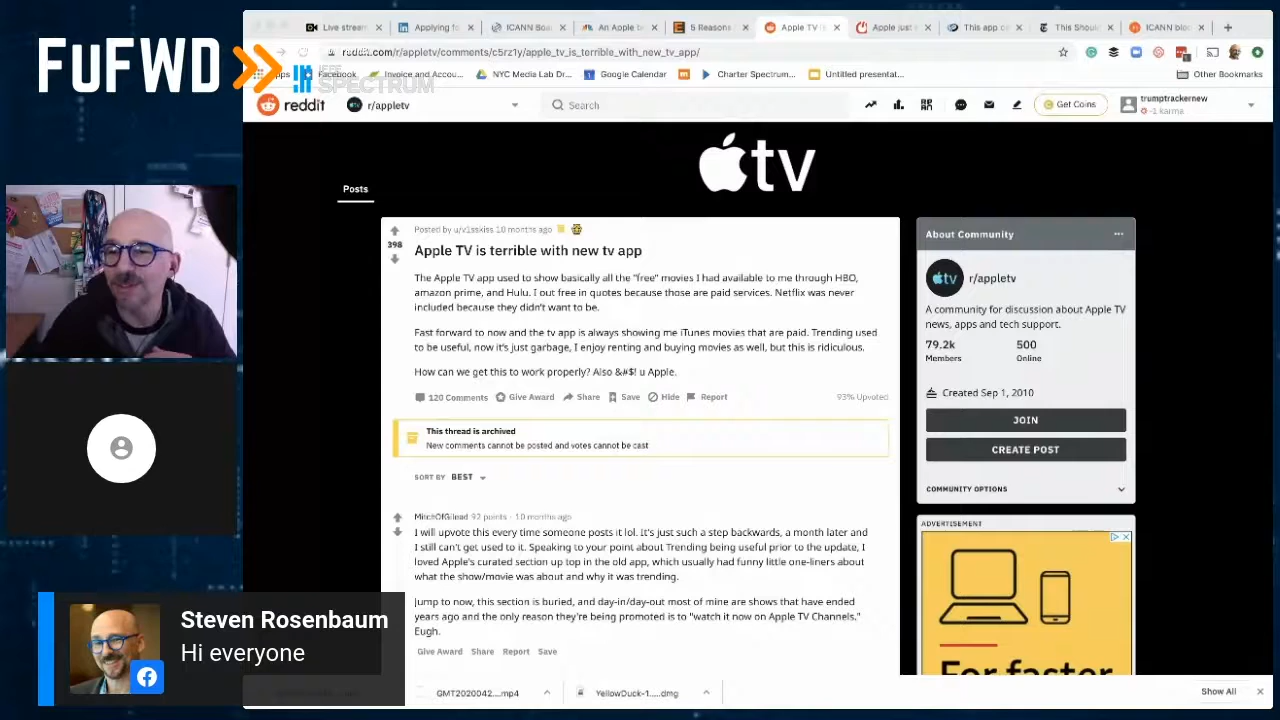 FUFWD
SPECTRUM
Live stream
Applying fo
ICANN Boa
An Apple b
5 Reasons
Apple TV is
Apple just
This app c
This Should
ICANN bloc
reddit.com/r/appletv/comments/c5rz1y/apple_tv_is_terrible_with_new_tv_app/
Facebook
Invoice and Accou...
NYC Media Lab Dr...
Google Calendar
Charter Spectrum...
Untitled presentat...
Other Bookmarks
reddit
r/appletv
Search
Get Coins
trumptrackernew
-1 karma
tv
Posts
Posted by u/v1sskiss 10 months ago
398
Apple TV is terrible with new tv app
The Apple TV app used to show basically all the "free" movies I had available to me through HBO,
amazon prime, and Hulu. I out free in quotes because those are paid services. Netflix was never
included because they didn't want to be.
Fast forward to now and the tv app is always showing me iTunes movies that are paid. Trending used
to be useful, now it's just garbage, I enjoy renting and buying movies as well, but this is ridiculous.
How can we get this to work properly? Also &#$! u Apple.
120 Comments Give Award Share Save Hide Report 93% Upvoted
This thread is archived
New comments cannot be posted and votes cannot be cast
SORT BY BEST
MitchOfGilead 92 points · 10 months ago
I will upvote this every time someone posts it lol. It's just such a step backwards, a month later and
I still can't get used to it. Speaking to your point about Trending being useful prior to the update, I
loved Apple's curated section up top in the old app, which usually had funny little one-liners about
what the show/movie was about and why it was trending.
Jump to now, this section is buried, and day-in/day-out most of mine are shows that have ended
years ago and the only reason they're being promoted is to "watch it now on Apple TV Channels."
Eugh.
Give Award Share Report Save
About Community
r/appletv
A community for discussion about Apple TV
news, apps and tech support.
79.2k 500
Members Online
Created Sep 1, 2010
JOIN
CREATE POST
COMMUNITY OPTIONS
ADVERTISEMENT
For faster
Steven Rosenbaum
Hi everyone
GMT2020042....mp4
YellowDuck-1.....dmg
Show All